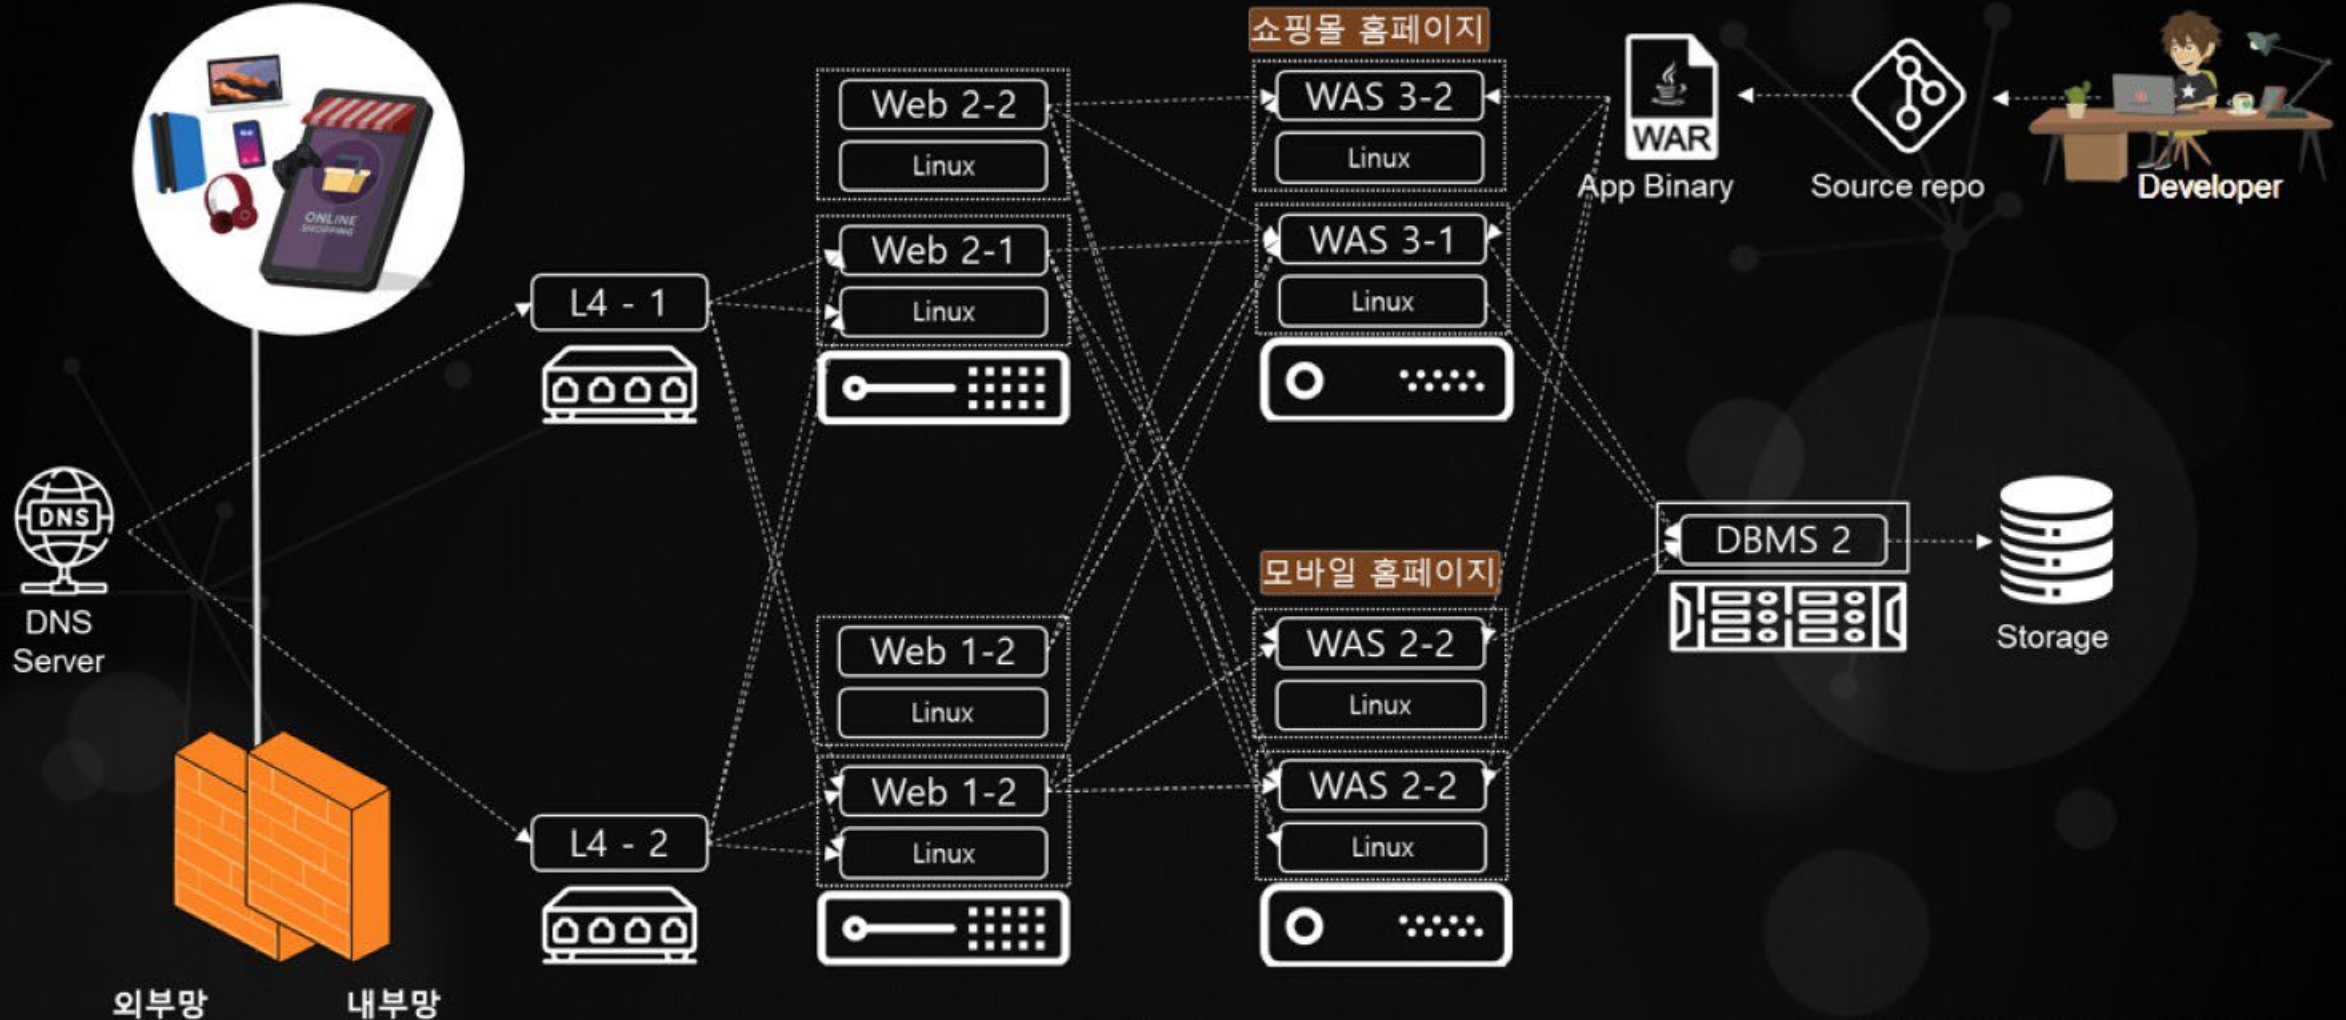 쇼핑몰 홈페이지
ONLINE
SHOPPING
Web 2-2
Linux
Web 2-1
Linux
WAS 3-2
Linux
WAS 3-1
Linux
WAR
App Binary
Source repo
Developer
L4 - 1
DNS
DNS
Server
모바일 홈페이지
DBMS 2
Storage
Web 1-2
Linux
Web 1-2
Linux
WAS 2-2
Linux
WAS 2-2
Linux
L4 - 2
외부망
내부망